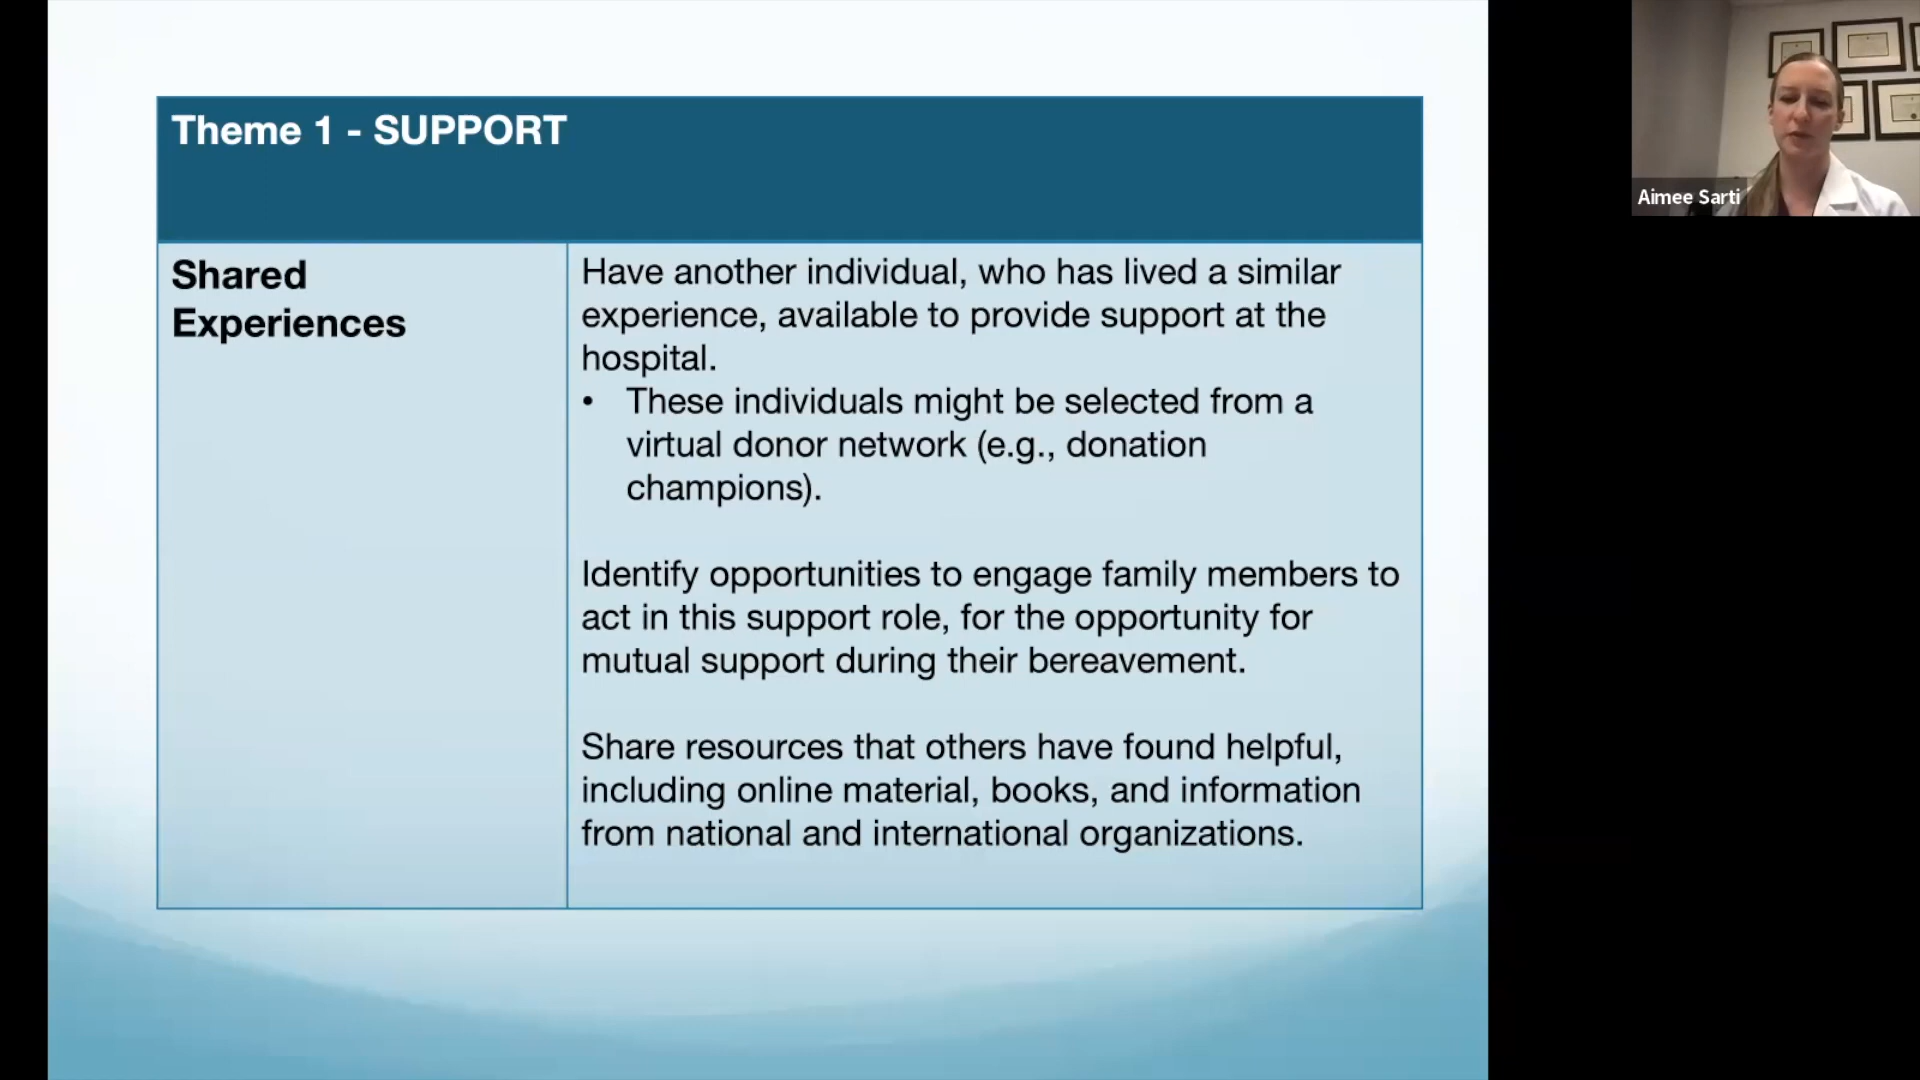 Theme 1 - SUPPORT
Shared
Experiences
Have another individual, who has lived a similar
experience, available to provide support at the
hospital.
• These individuals might be selected from a
virtual donor network (e.g., donation
champions).
Identify opportunities to engage family members to
act in this support role, for the opportunity for
mutual support during their bereavement.
Share resources that others have found helpful,
including online material, books, and information
from national and international organizations.
Aimee Sarti